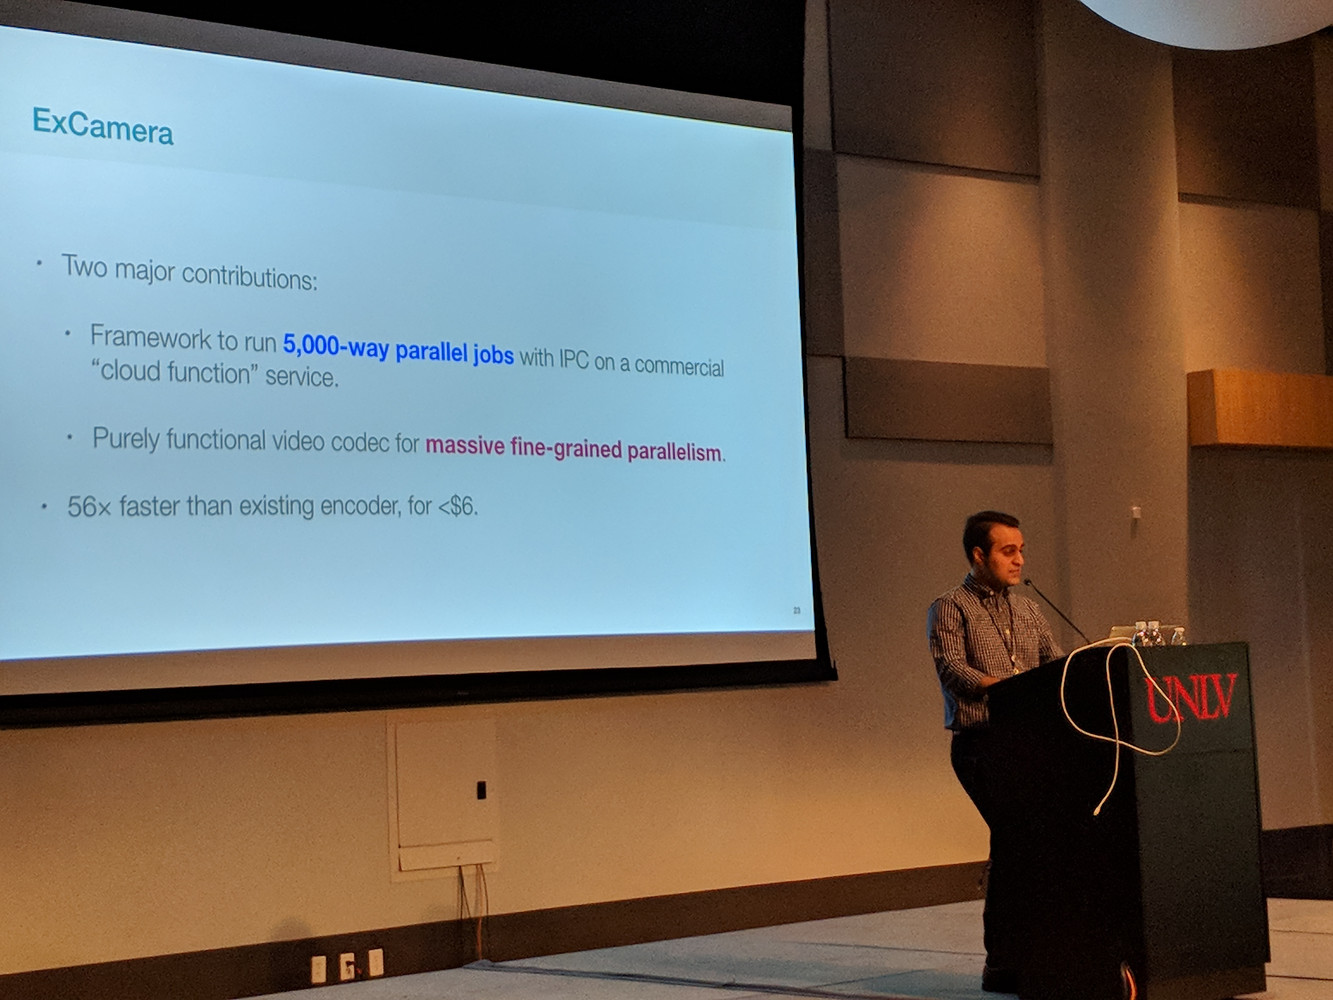 ExCamera
• Two major contributions:
• Framework to run 5,000-way parallel jobs with IPC on a commercial
“cloud function” service.
• Purely functional video codec for massive fine-grained parallelism.
• 56× faster than existing encoder, for <$6.
23
UNLV